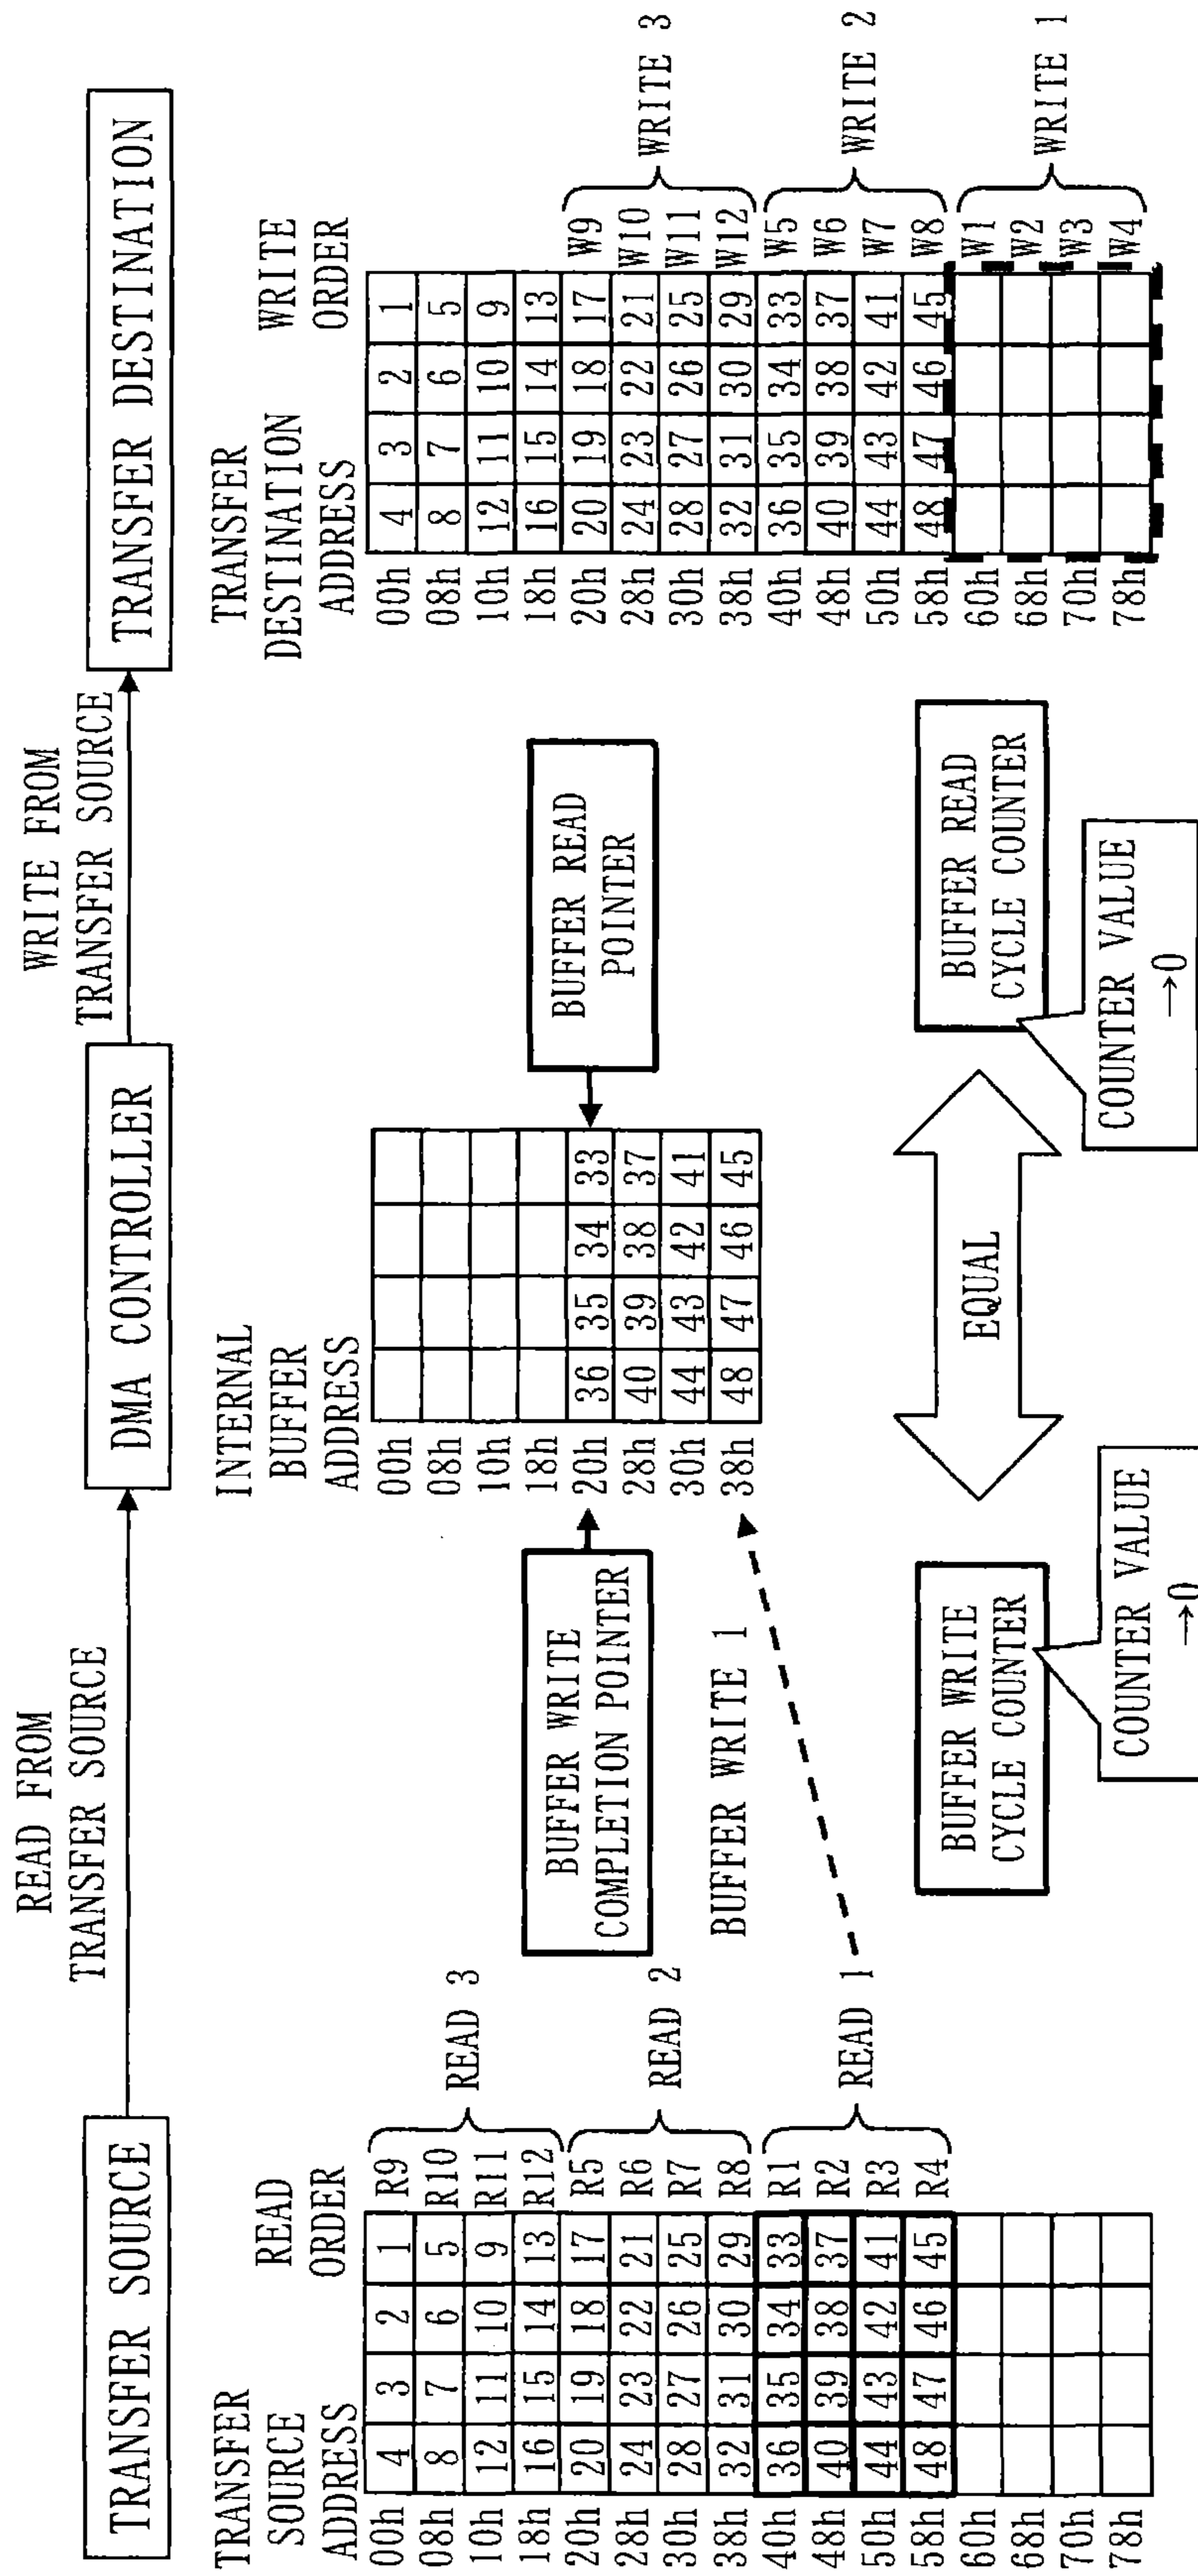 READ FROM
TRANSFER SOURCE
WRITE FROM
TRANSFER SOURCE
TRANSFER SOURCE
DMA CONTROLLER
TRANSFER DESTINATION
TRANSFER
SOURCE
ADDRESS
READ
ORDER
00h 4 3 2 1 R9
08h 8 7 6 5 R10
10h 12 11 10 9 R11
18h 16 15 14 13 R12
20h 20 19 18 17 R5
28h 24 23 22 21 R6
30h 28 27 26 25 R7
38h 32 31 30 29 R8
40h 36 35 34 33 R1
48h 40 39 38 37 R2
50h 44 43 42 41 R3
58h 48 47 46 45 R4
60h
68h
70h
78h
READ 3
READ 2
READ 1
BUFFER WRITE
COMPLETION POINTER
BUFFER WRITE 1
INTERNAL
BUFFER
ADDRESS
00h
08h
10h
18h
20h 36 35 34 33
28h 40 39 38 37
30h 44 43 42 41
38h 48 47 46 45
BUFFER READ
POINTER
BUFFER WRITE
CYCLE COUNTER
COUNTER VALUE
→0
EQUAL
BUFFER READ
CYCLE COUNTER
COUNTER VALUE
→0
TRANSFER
DESTINATION
ADDRESS
WRITE
ORDER
00h 4 3 2 1
08h 8 7 6 5
10h 12 11 10 9
18h 16 15 14 13
20h 20 19 18 17 W9
28h 24 23 22 21 W10
30h 28 27 26 25 W11
38h 32 31 30 29 W12
40h 36 35 34 33 W5
48h 40 39 38 37 W6
50h 44 43 42 41 W7
58h 48 47 46 45 W8
60h W1
68h W2
70h W3
78h W4
WRITE 3
WRITE 2
WRITE 1